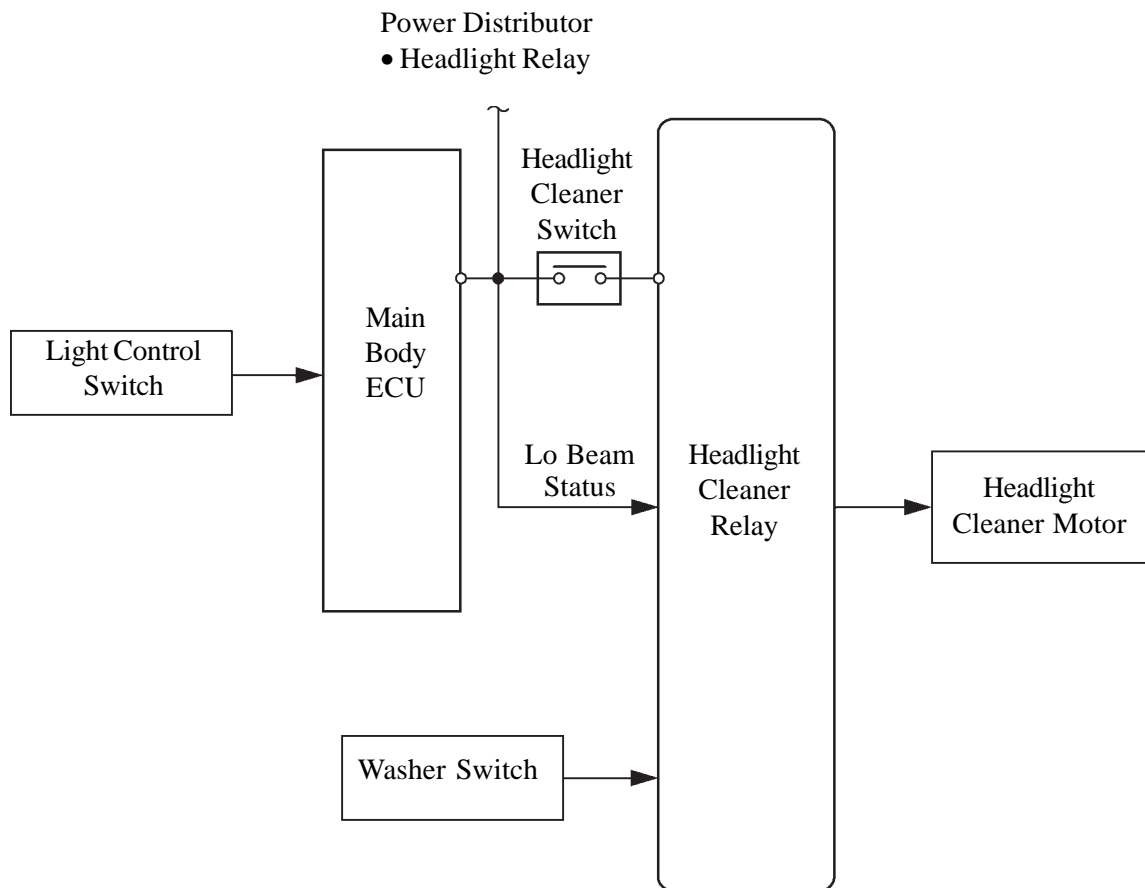 Power Distributor
• Headlight Relay
Headlight
Cleaner
Switch
Main
Body
ECU
Light Control
Switch
Lo Beam
Status
Headlight
Cleaner
Relay
Headlight
Cleaner Motor
Washer Switch